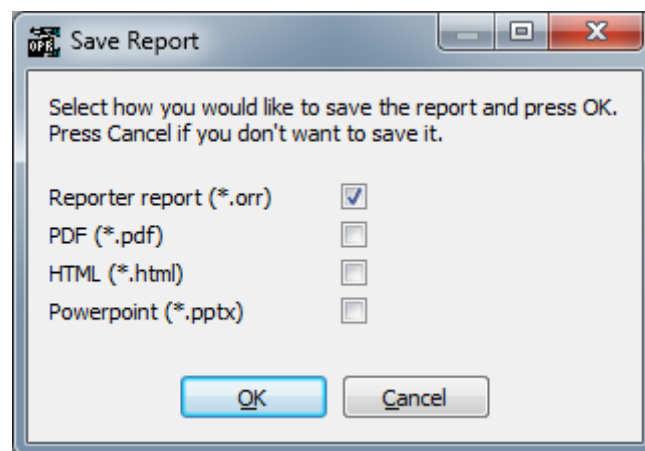 OPR
Save Report
Select how you would like to save the report and press OK.
Press Cancel if you don't want to save it.
Reporter report (*.orr)
PDF (*.pdf)
HTML (*.html)
Powerpoint (*.pptx)
OK
Cancel